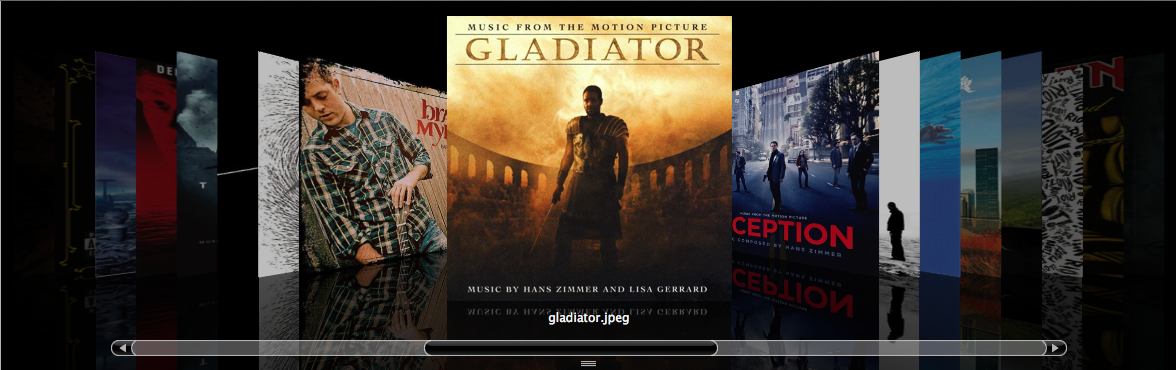 MUSIC FROM THE MOTION PICTURE
GLADIATOR
MUSIC BY HANS ZIMMER AND LISA GERRARD
gladiator.jpeg
bra
My
MUSIC FROM THE MOTION PICTURE
CEPTION
COMPOSED BY HANS ZIMMER
DE
T